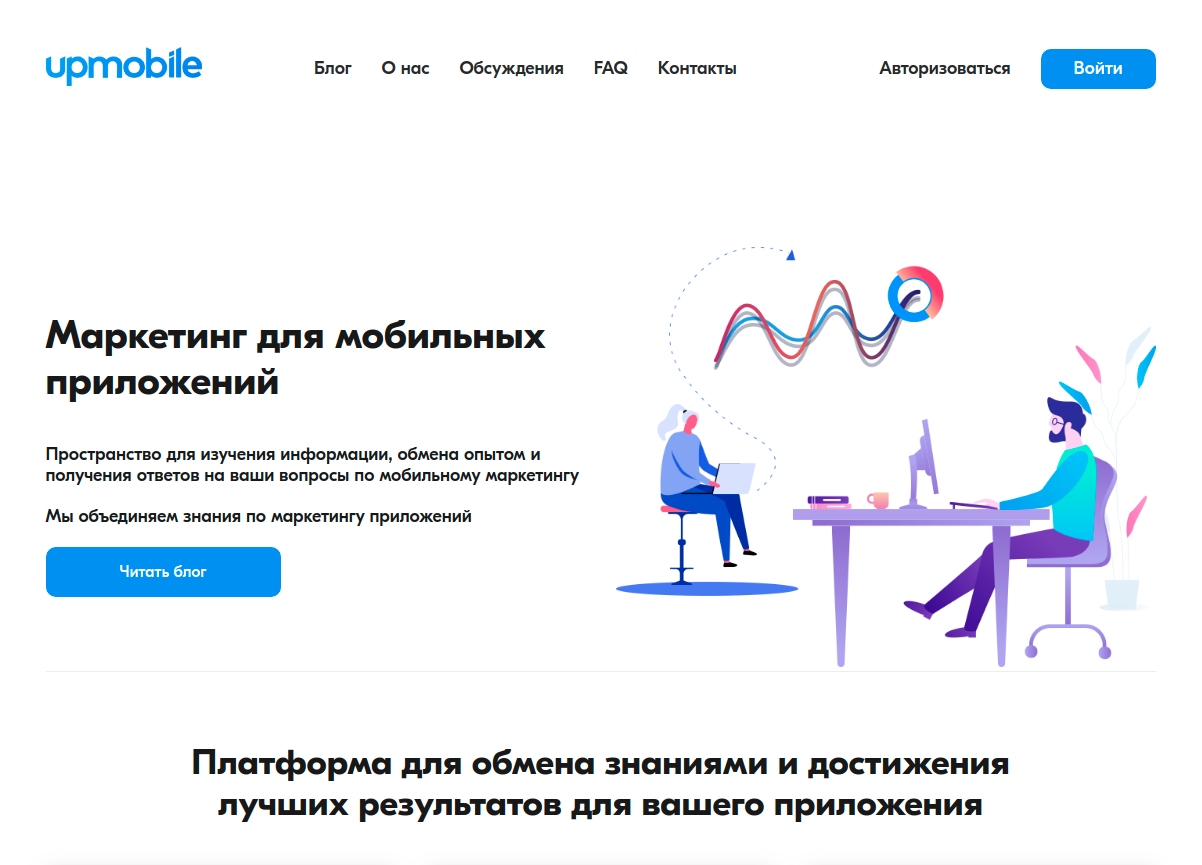 upmobile
Блог О нас Обсуждения FAQ Контакты Авторизоваться Войти
Маркетинг для мобильных
приложений
Пространство для изучения информации, обмена опытом и
получения ответов на ваши вопросы по мобильному маркетингу
Мы объединяем знания по маркетингу приложений
Читать блог
Платформа для обмена знаниями и достижения
лучших результатов для вашего приложения